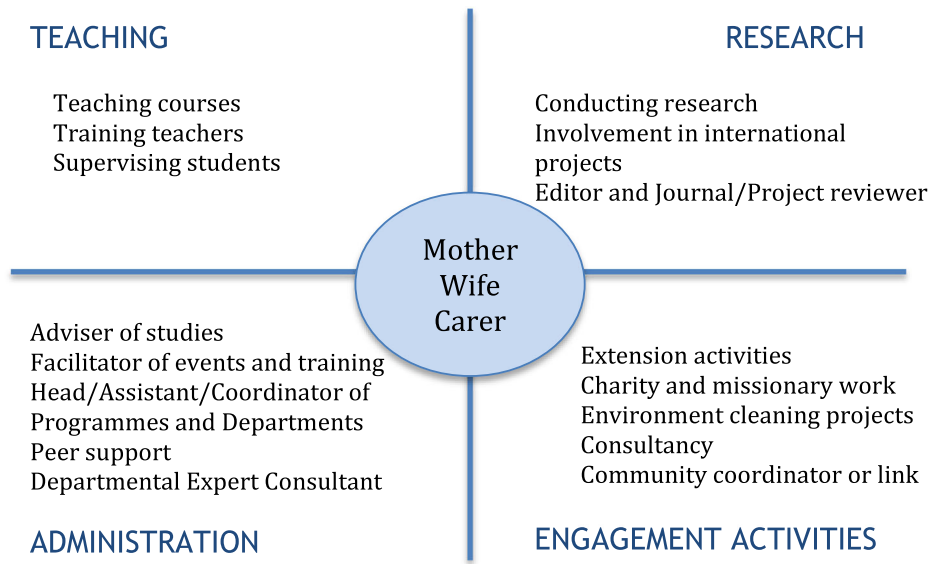 TEACHING
Teaching courses
Training teachers
Supervising students
RESEARCH
Conducting research
Involvement in international
projects
Editor and Journal/Project reviewer
Mother
Wife
Carer
Adviser of studies
Facilitator of events and training
Head/Assistant/Coordinator of
Programmes and Departments
Peer support
Departmental Expert Consultant
ADMINISTRATION
Extension activities
Charity and missionary work
Environment cleaning projects
Consultancy
Community coordinator or link
ENGAGEMENT ACTIVITIES